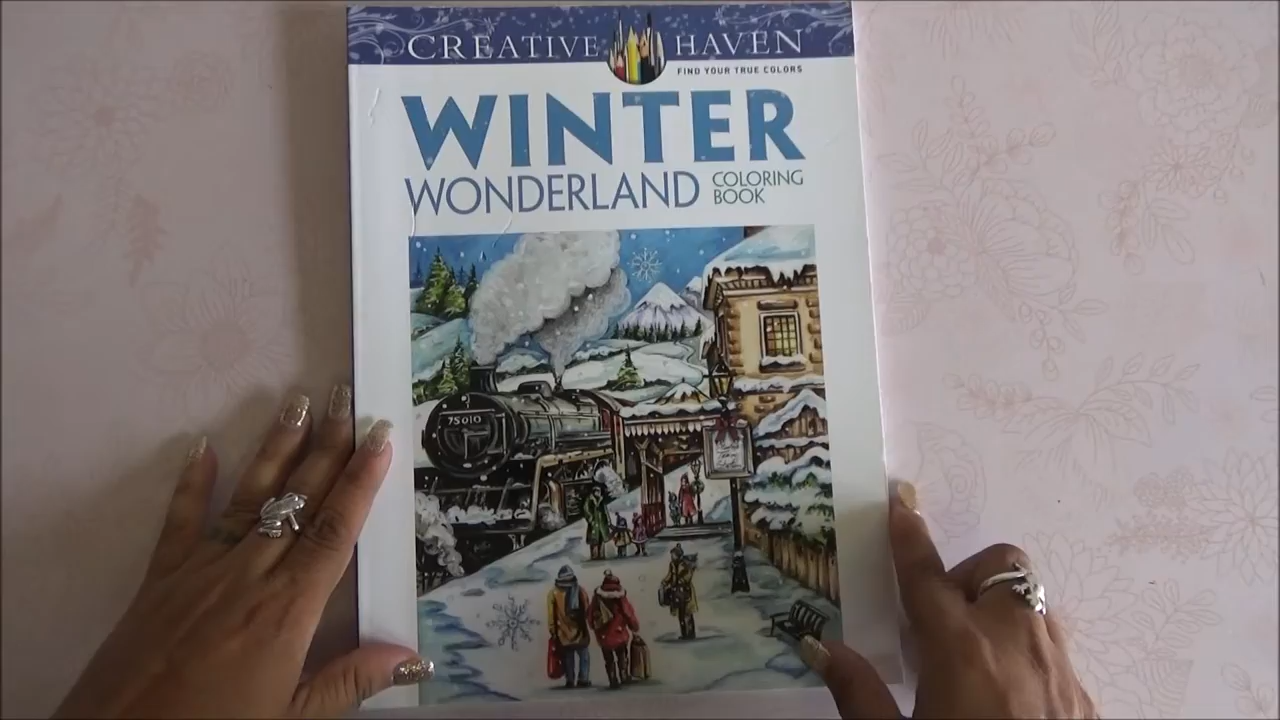 CREATIVE HAVEN
FIND YOUR TRUE COLORS
WINTER
WONDERLAND
COLORING
BOOK
75010